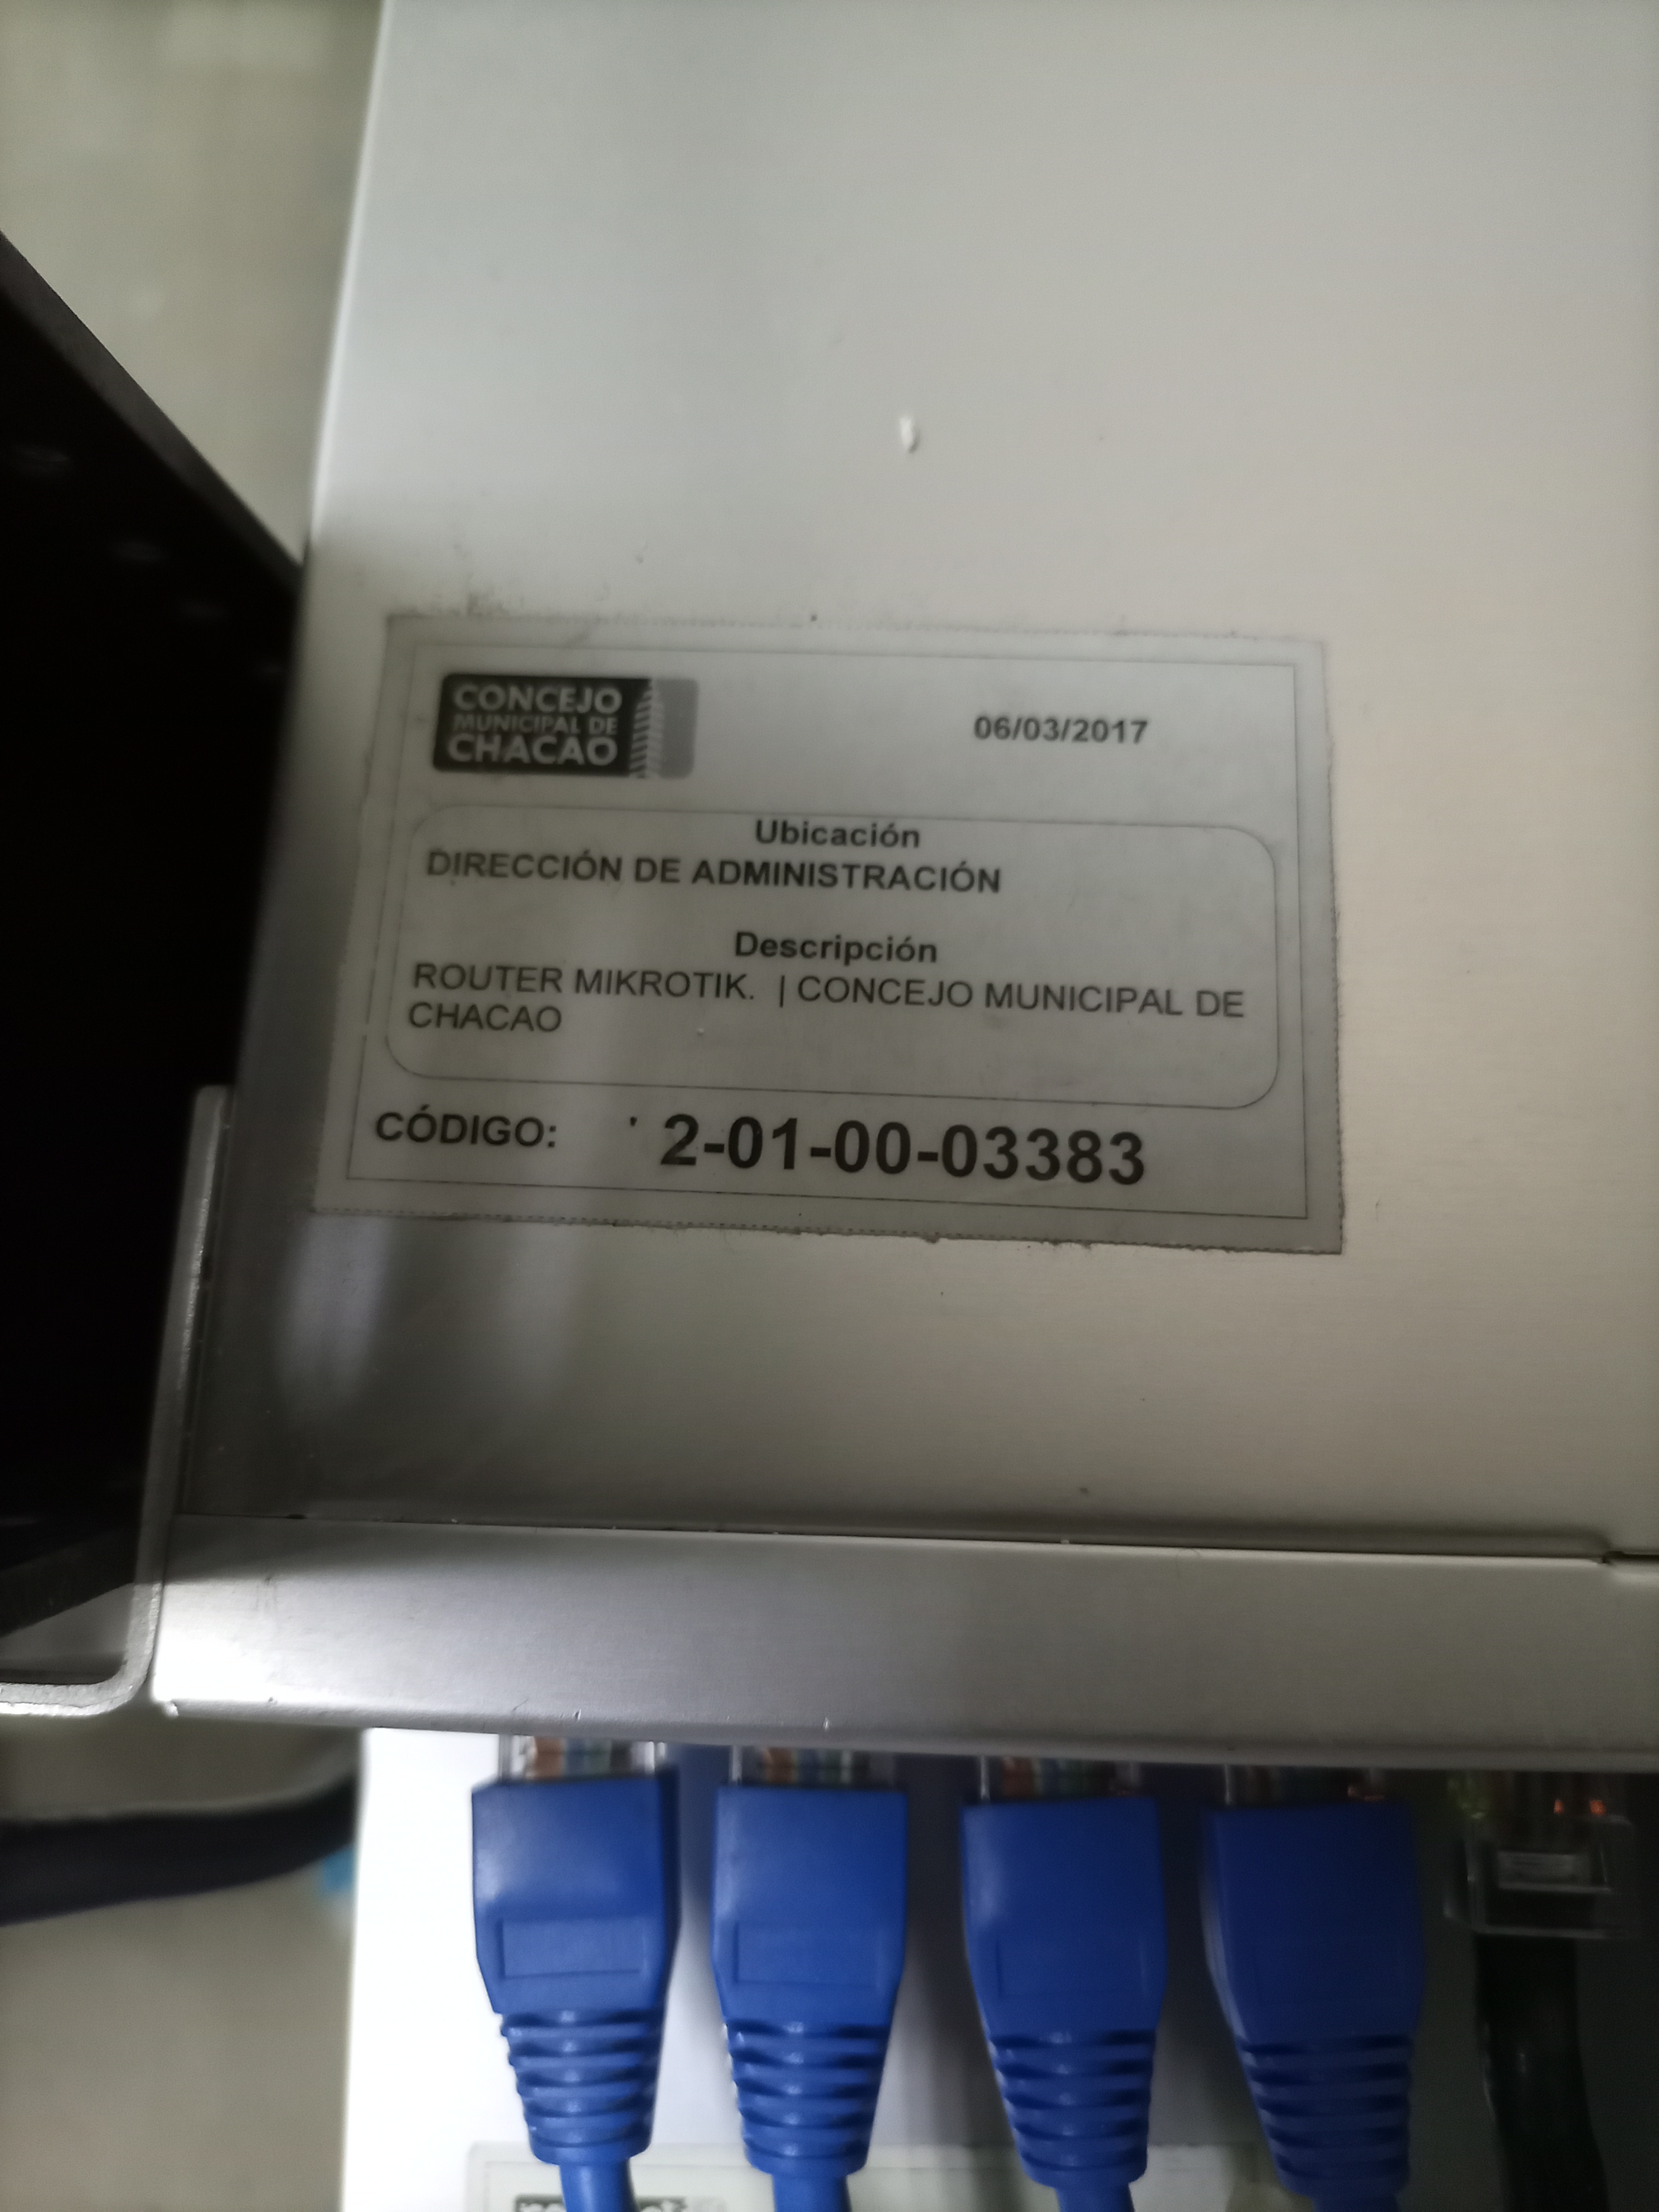 CONCEJO
MUNICIPAL DE
CHACAO
06/03/2017
Ubicación
DIRECCIÓN DE ADMINISTRACIÓN
Descripción
ROUTER MIKROTIK. | CONCEJO MUNICIPAL DE
CHACAO
CÓDIGO: ' 2-01-00-03383